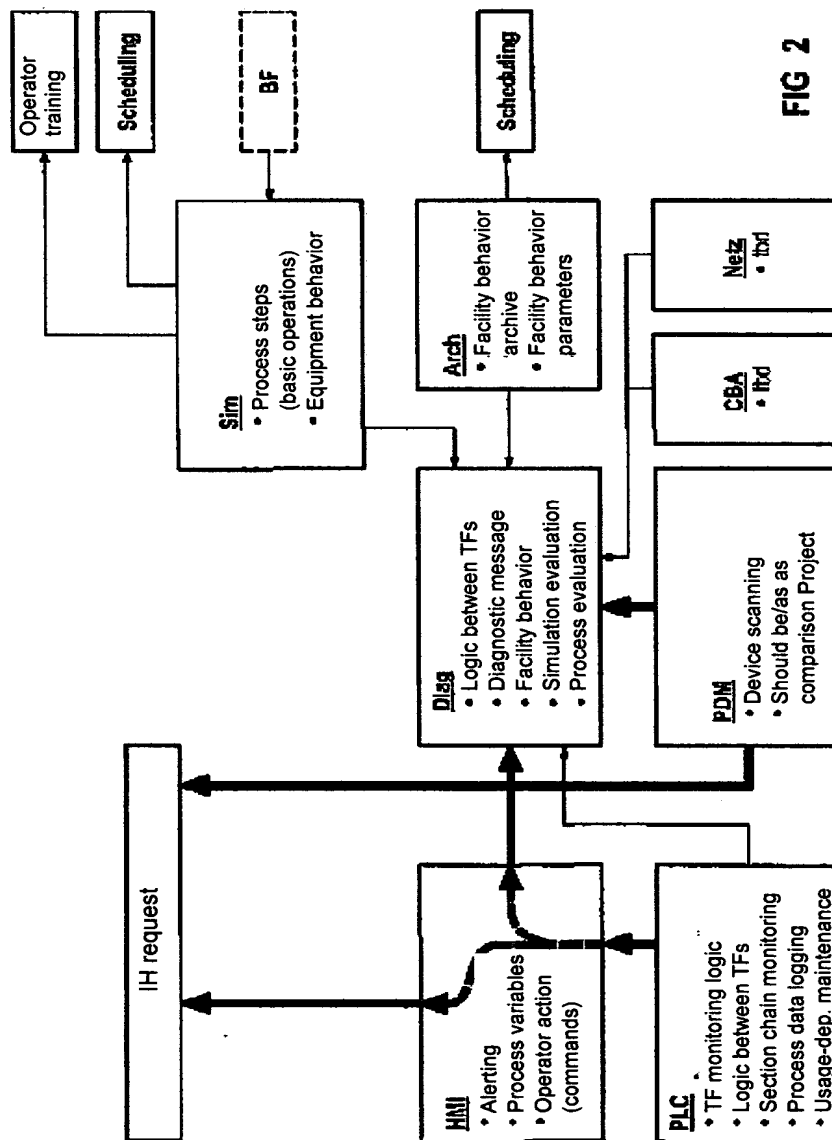 IH request
HMI
• Alerting
• Process variables
• Operator action
(commands)
PLC
• TF monitoring logic
• Logic between TFs
• Section chain monitoring
• Process data logging
• Usage-dep. maintenance
Diag
• Logic between TFs
• Diagnostic message
• Facility behavior
• Simulation evaluation
• Process evaluation
PDM
• Device scanning
• Should be/as as
comparison Project
Sim
• Process steps
(basic operations)
• Equipment behavior
Arch
• Facility behavior
archive
• Facility behavior
parameters
CBA
• tbd
Netz
• tbd
Operator
training
Scheduling
BF
Scheduling
FIG 2